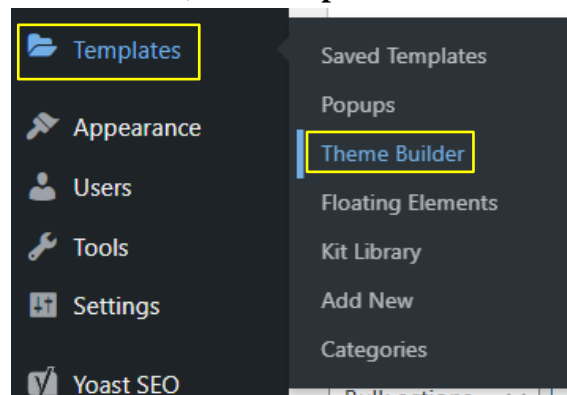 Templates
Appearance
Users
Tools
Settings
Yoast SEO
Saved Templates
Popups
Theme Builder
Floating Elements
Kit Library
Add New
Categories